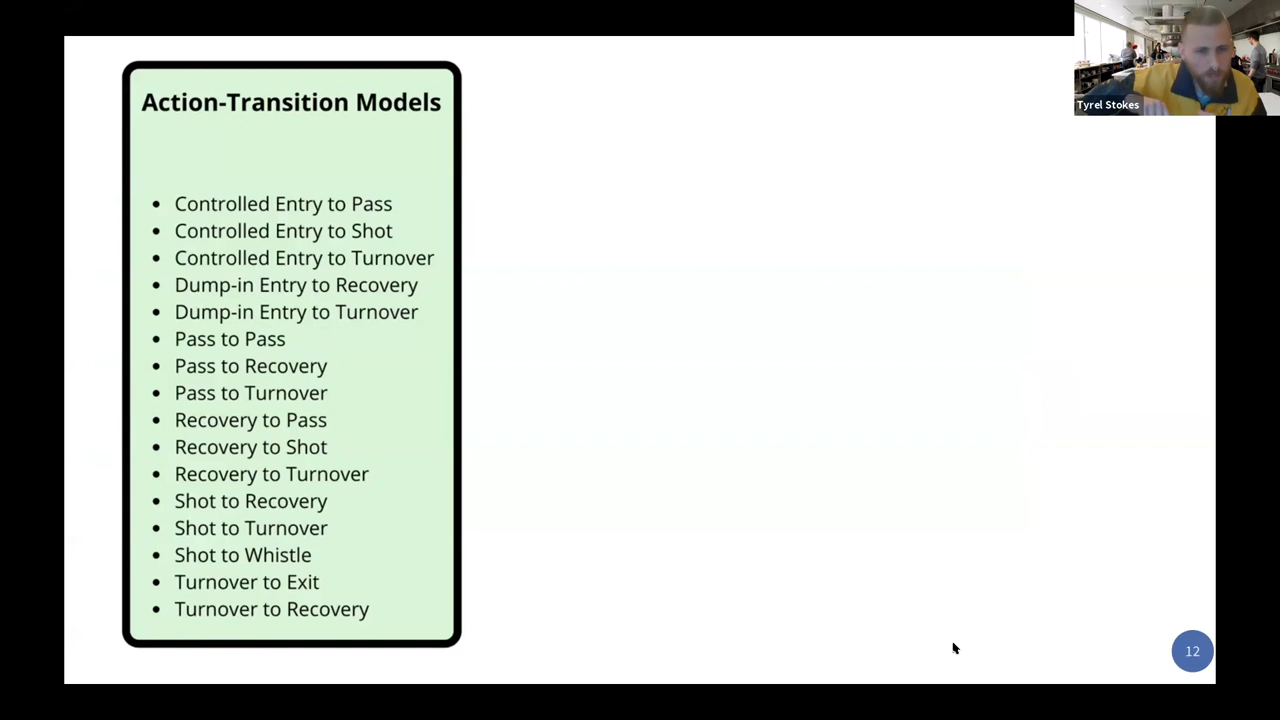 Action-Transition Models
• Controlled Entry to Pass
• Controlled Entry to Shot
• Controlled Entry to Turnover
• Dump-in Entry to Recovery
• Dump-in Entry to Turnover
• Pass to Pass
• Pass to Recovery
• Pass to Turnover
• Recovery to Pass
• Recovery to Shot
• Recovery to Turnover
• Shot to Recovery
• Shot to Turnover
• Shot to Whistle
• Turnover to Exit
• Turnover to Recovery
Tyrel Stokes
12